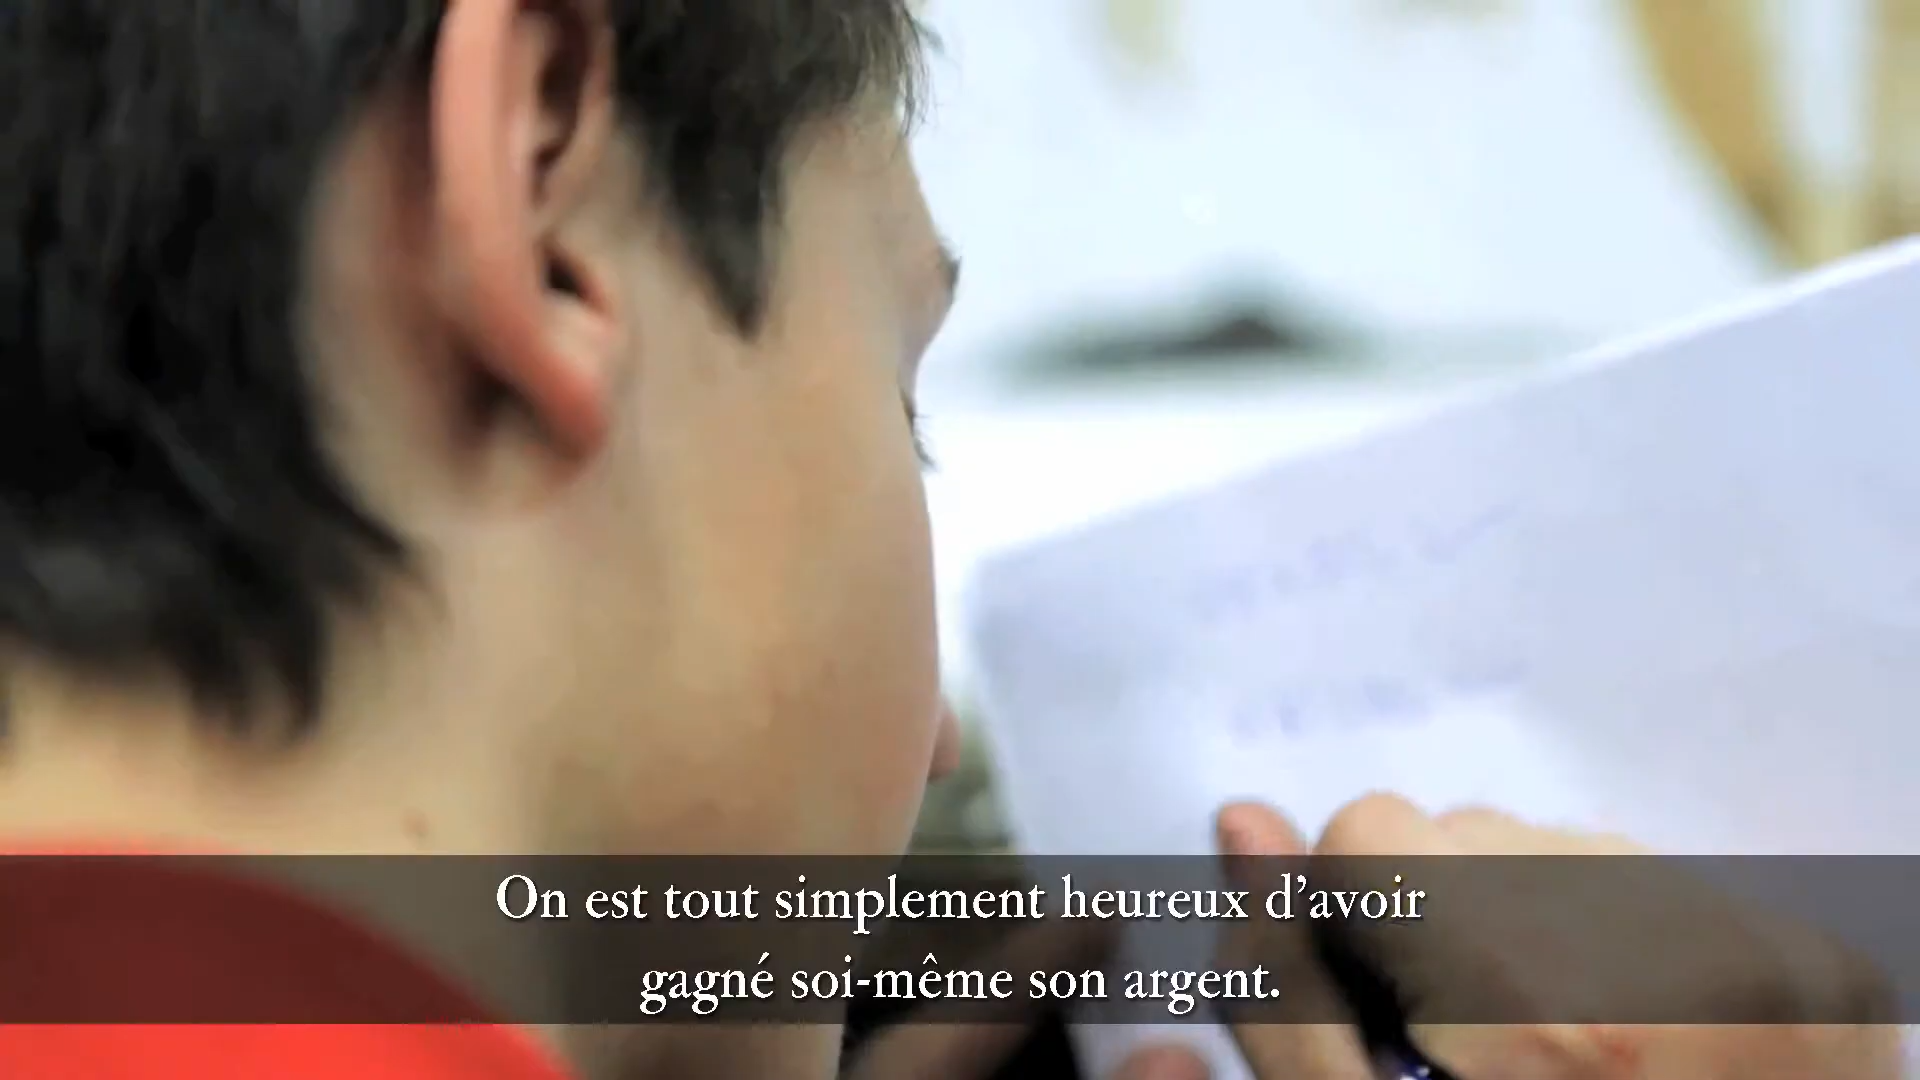 On est tout simplement heureux d'avoir
gagné soi-même son argent.